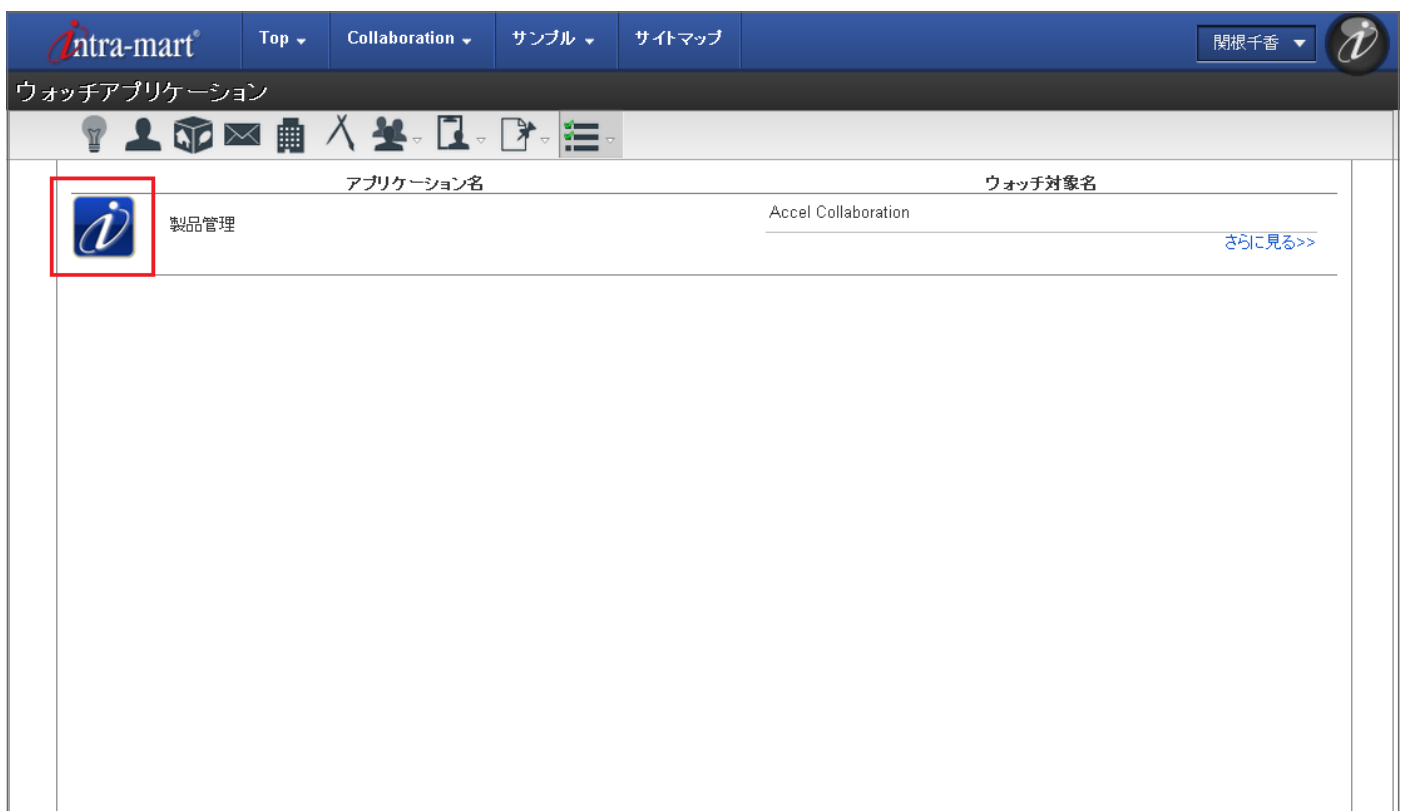 intra-mart® Top Collaboration サンプル サイトマップ 関根千香
ウォッチアプリケーション
アプリケーション名 ウォッチ対象名
製品管理 Accel Collaboration
さらに見る>>